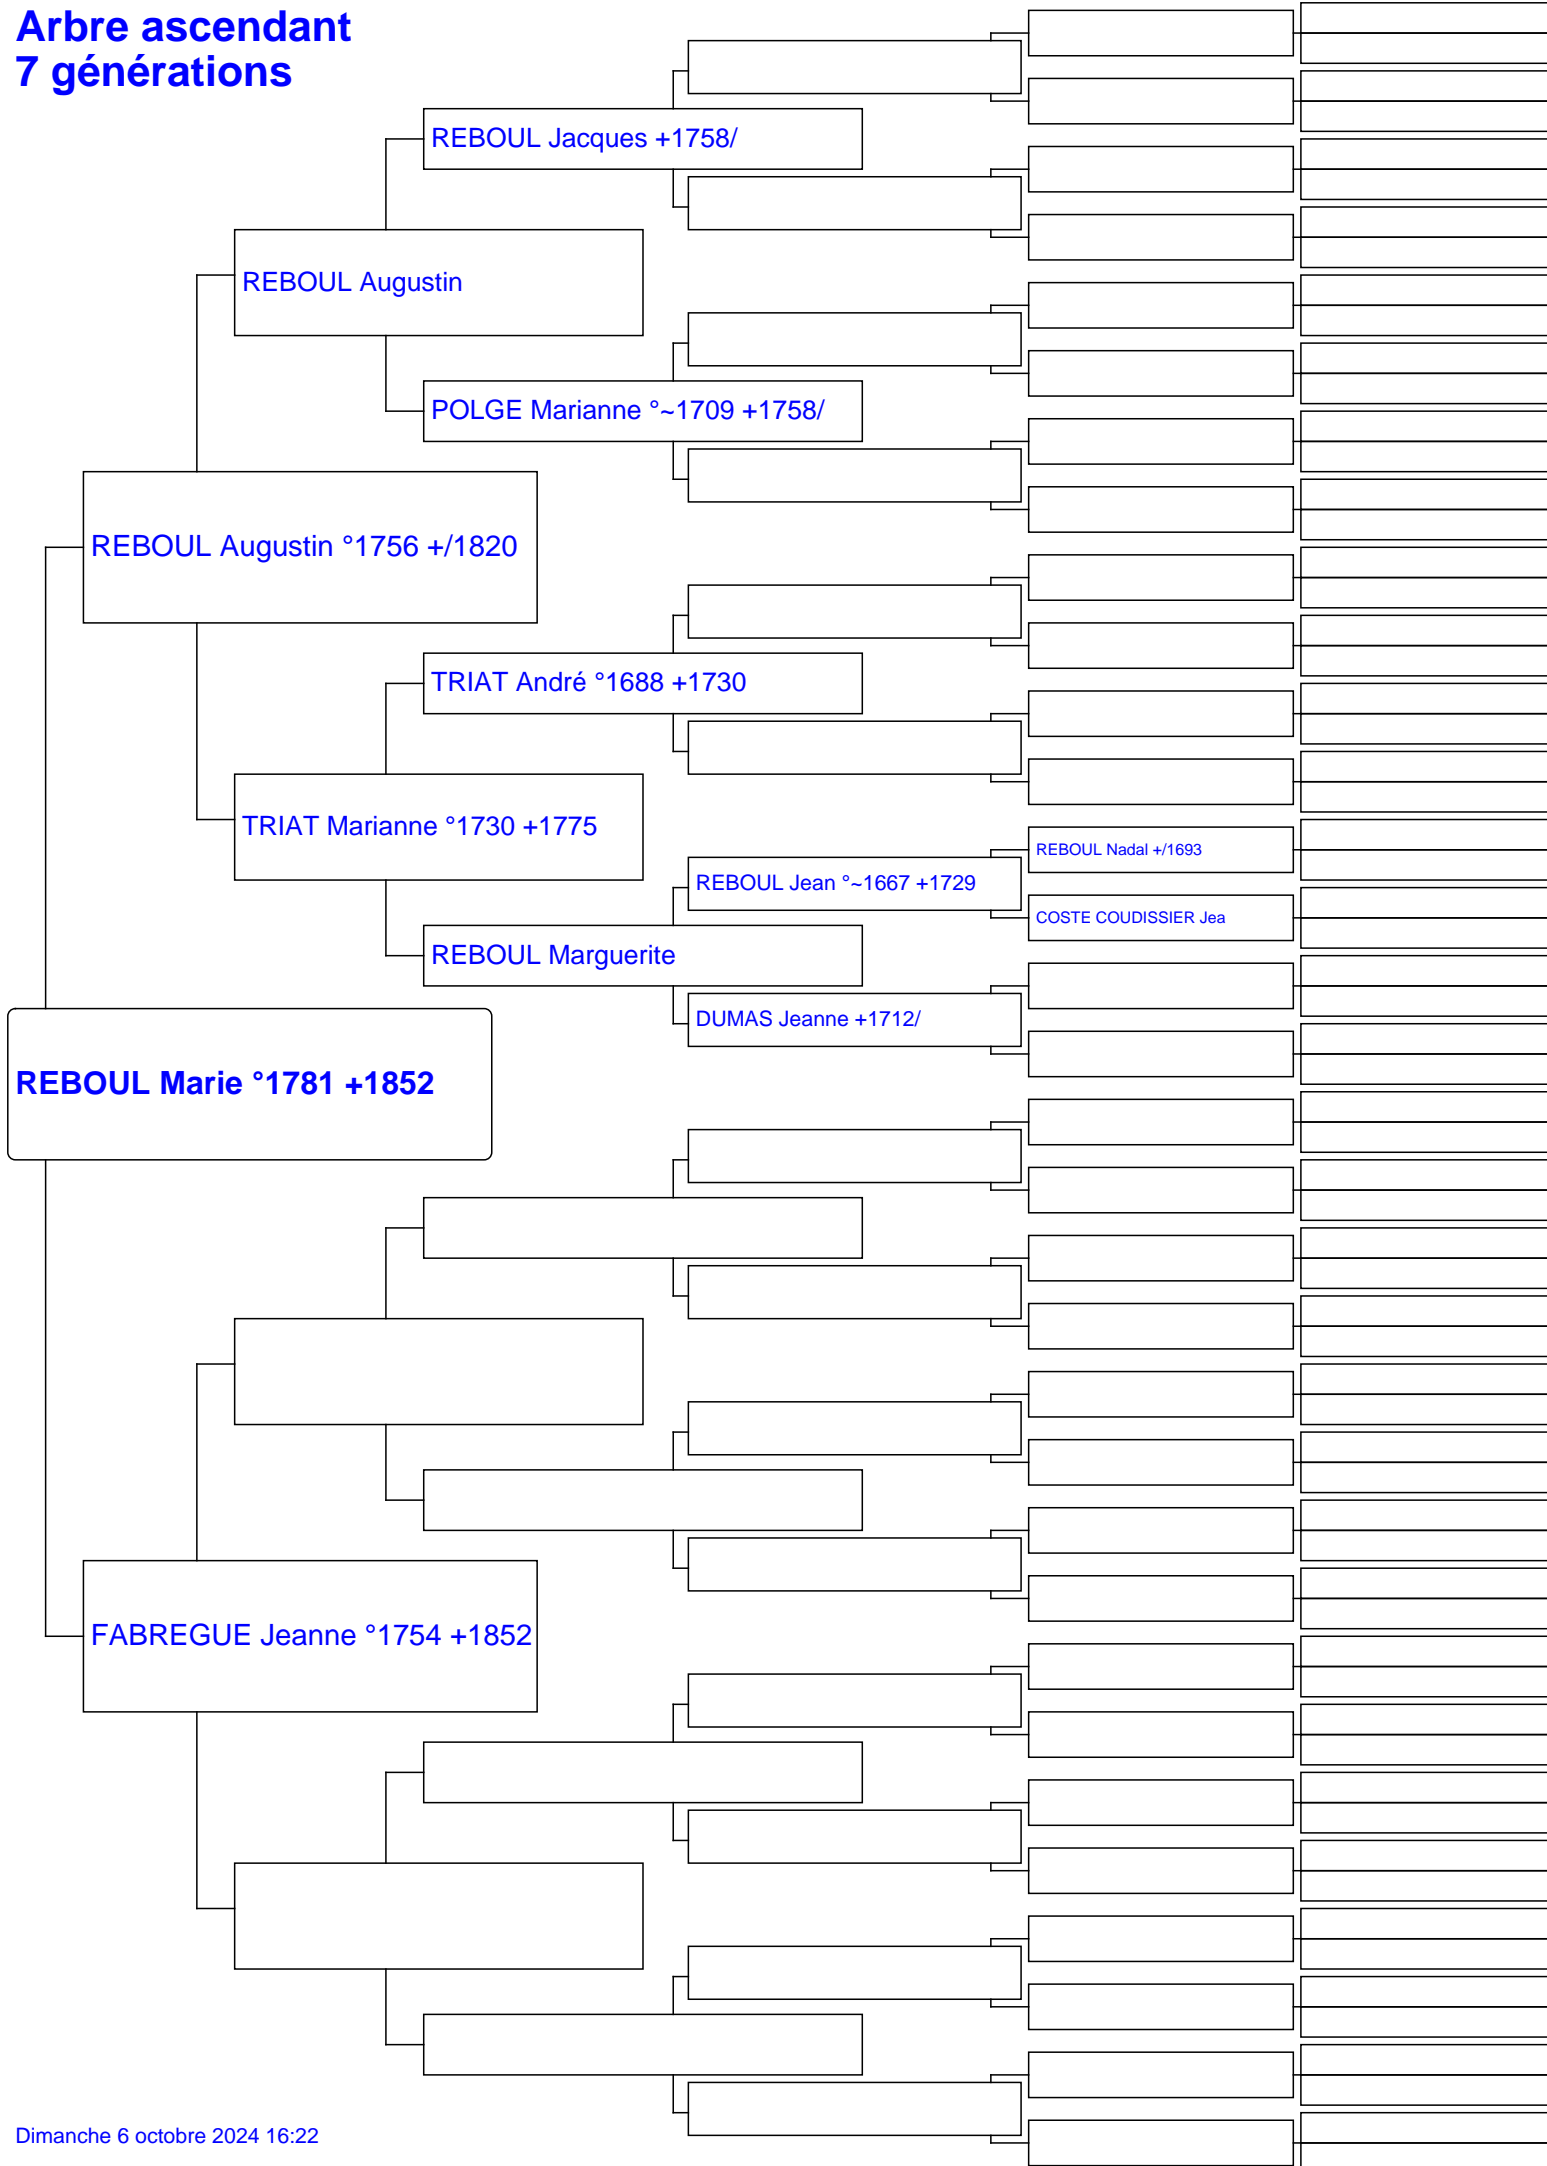 Arbre ascendant
7 générations
REBOUL Jacques +1758/
REBOUL Augustin
POLGE Marianne °~1709 +1758/
REBOUL Augustin °1756 +/1820
TRIAT André °1688 +1730
TRIAT Marianne °1730 +1775
REBOUL Nadal +/1693
REBOUL Jean °~1667 +1729
COSTE COUDISSIER Jea
REBOUL Marguerite
DUMAS Jeanne +1712/
REBOUL Marie °1781 +1852
FABREGUE Jeanne °1754 +1852
Dimanche 6 octobre 2024 16:22